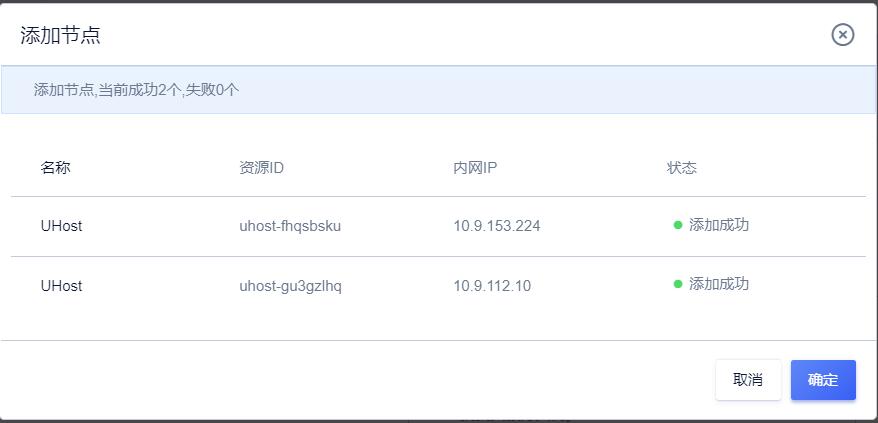 添加节点
添加节点,当前成功2个,失败0个
名称 资源ID 内网IP 状态
UHost uhost-fhqsbsku 10.9.153.224 添加成功
UHost uhost-gu3gzlhq 10.9.112.10 添加成功
取消 确定